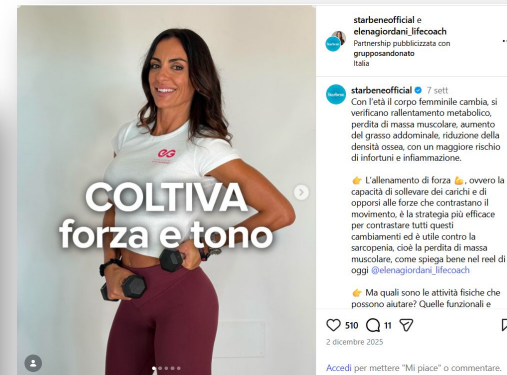 COLTIVA
forza e tono
starbeneofficial e
elenagiordani_lifecoach
Partnership pubblicizzata con
grupposandonato
Italia
starbeneofficial 7 sett
Con l'età il corpo femminile cambia, si
verificano rallentamento metabolico,
perdita di massa muscolare, aumento
del grasso addominale, riduzione della
densità ossea, con un maggiore rischio
di infortuni e infiammazione.
👉 L'allenamento di forza 💪, ovvero la
capacità di sollevare dei carichi e di
opporsi alle forze che contrastano il
movimento, è la strategia più efficace
per contrastare tutti questi
cambiamenti ed è utile contro la
sarcopenia, cioè la perdita di massa
muscolare, come spiega bene nel reel di
oggi @elenagiordani_lifecoach
👉 Ma quali sono le attività fisiche che
possono aiutare? Quelle funzionali e
510 11
2 dicembre 2025
Accedi per mettere "Mi piace" o commentare.